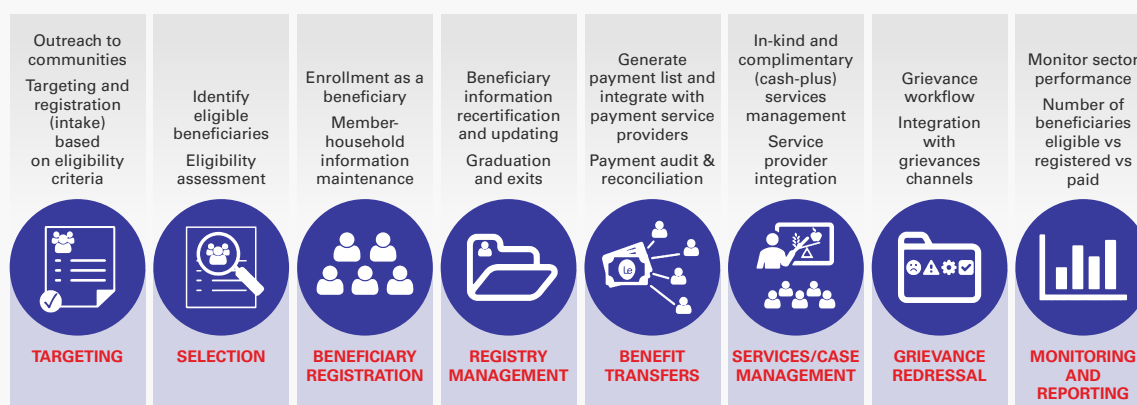 Outreach to
communities
Targeting and
registration
(intake)
based
on eligibility
criteria
TARGETING
Identify
eligible
beneficiaries
Eligibility
assessment
SELECTION
Enrollment as a
beneficiary
Member-
household
information
maintenance
BENEFICIARY
REGISTRATION
Beneficiary
information
recertification
and updating
Graduation
and exits
REGISTRY
MANAGEMENT
Generate
payment list and
integrate with
payment service
providers
Payment audit &
reconciliation
Le
BENEFIT
TRANSFERS
In-kind and
complimentary
(cash-plus)
services
management
Service
provider
integration
SERVICES/CASE
MANAGEMENT
Grievance
workflow
Integration
with
grievances
channels
GRIEVANCE
REDRESSAL
Monitor sector
performance
Number of
beneficiaries
eligible vs
registered vs
paid
MONITORING
AND
REPORTING